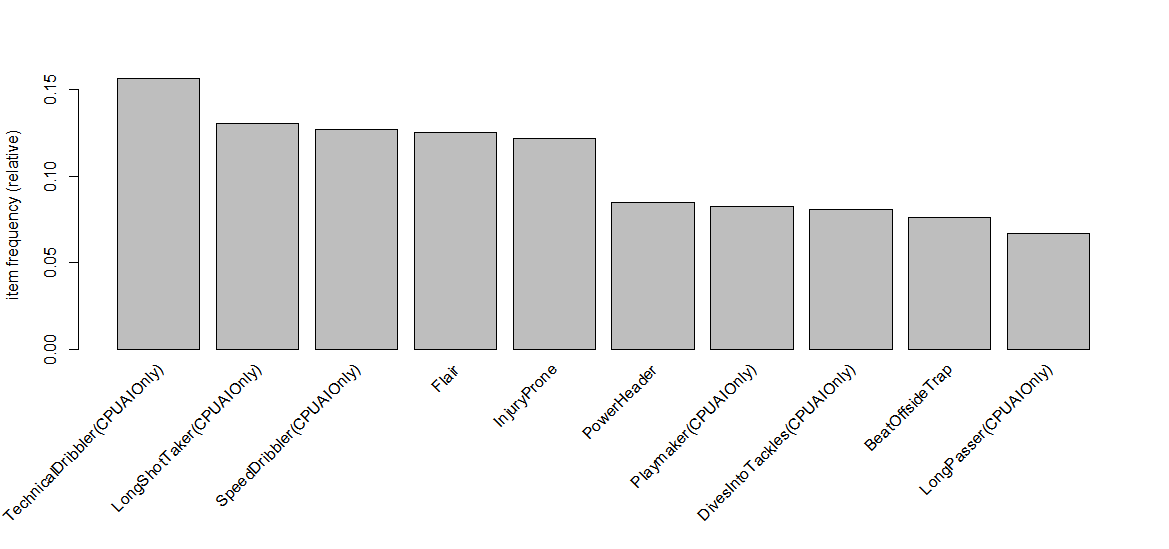 item frequency (relative)
0.15
0.10
0.05
0.00
TechnicalDribbler(CPUAIOnly)
LongShotTaker(CPUAIOnly)
SpeedDribbler(CPUAIOnly)
Flair
InjuryProne
PowerHeader
Playmaker(CPUAIOnly)
DivesIntoTackles(CPUAIOnly)
BeatOffsideTrap
LongPasser(CPUAIOnly)